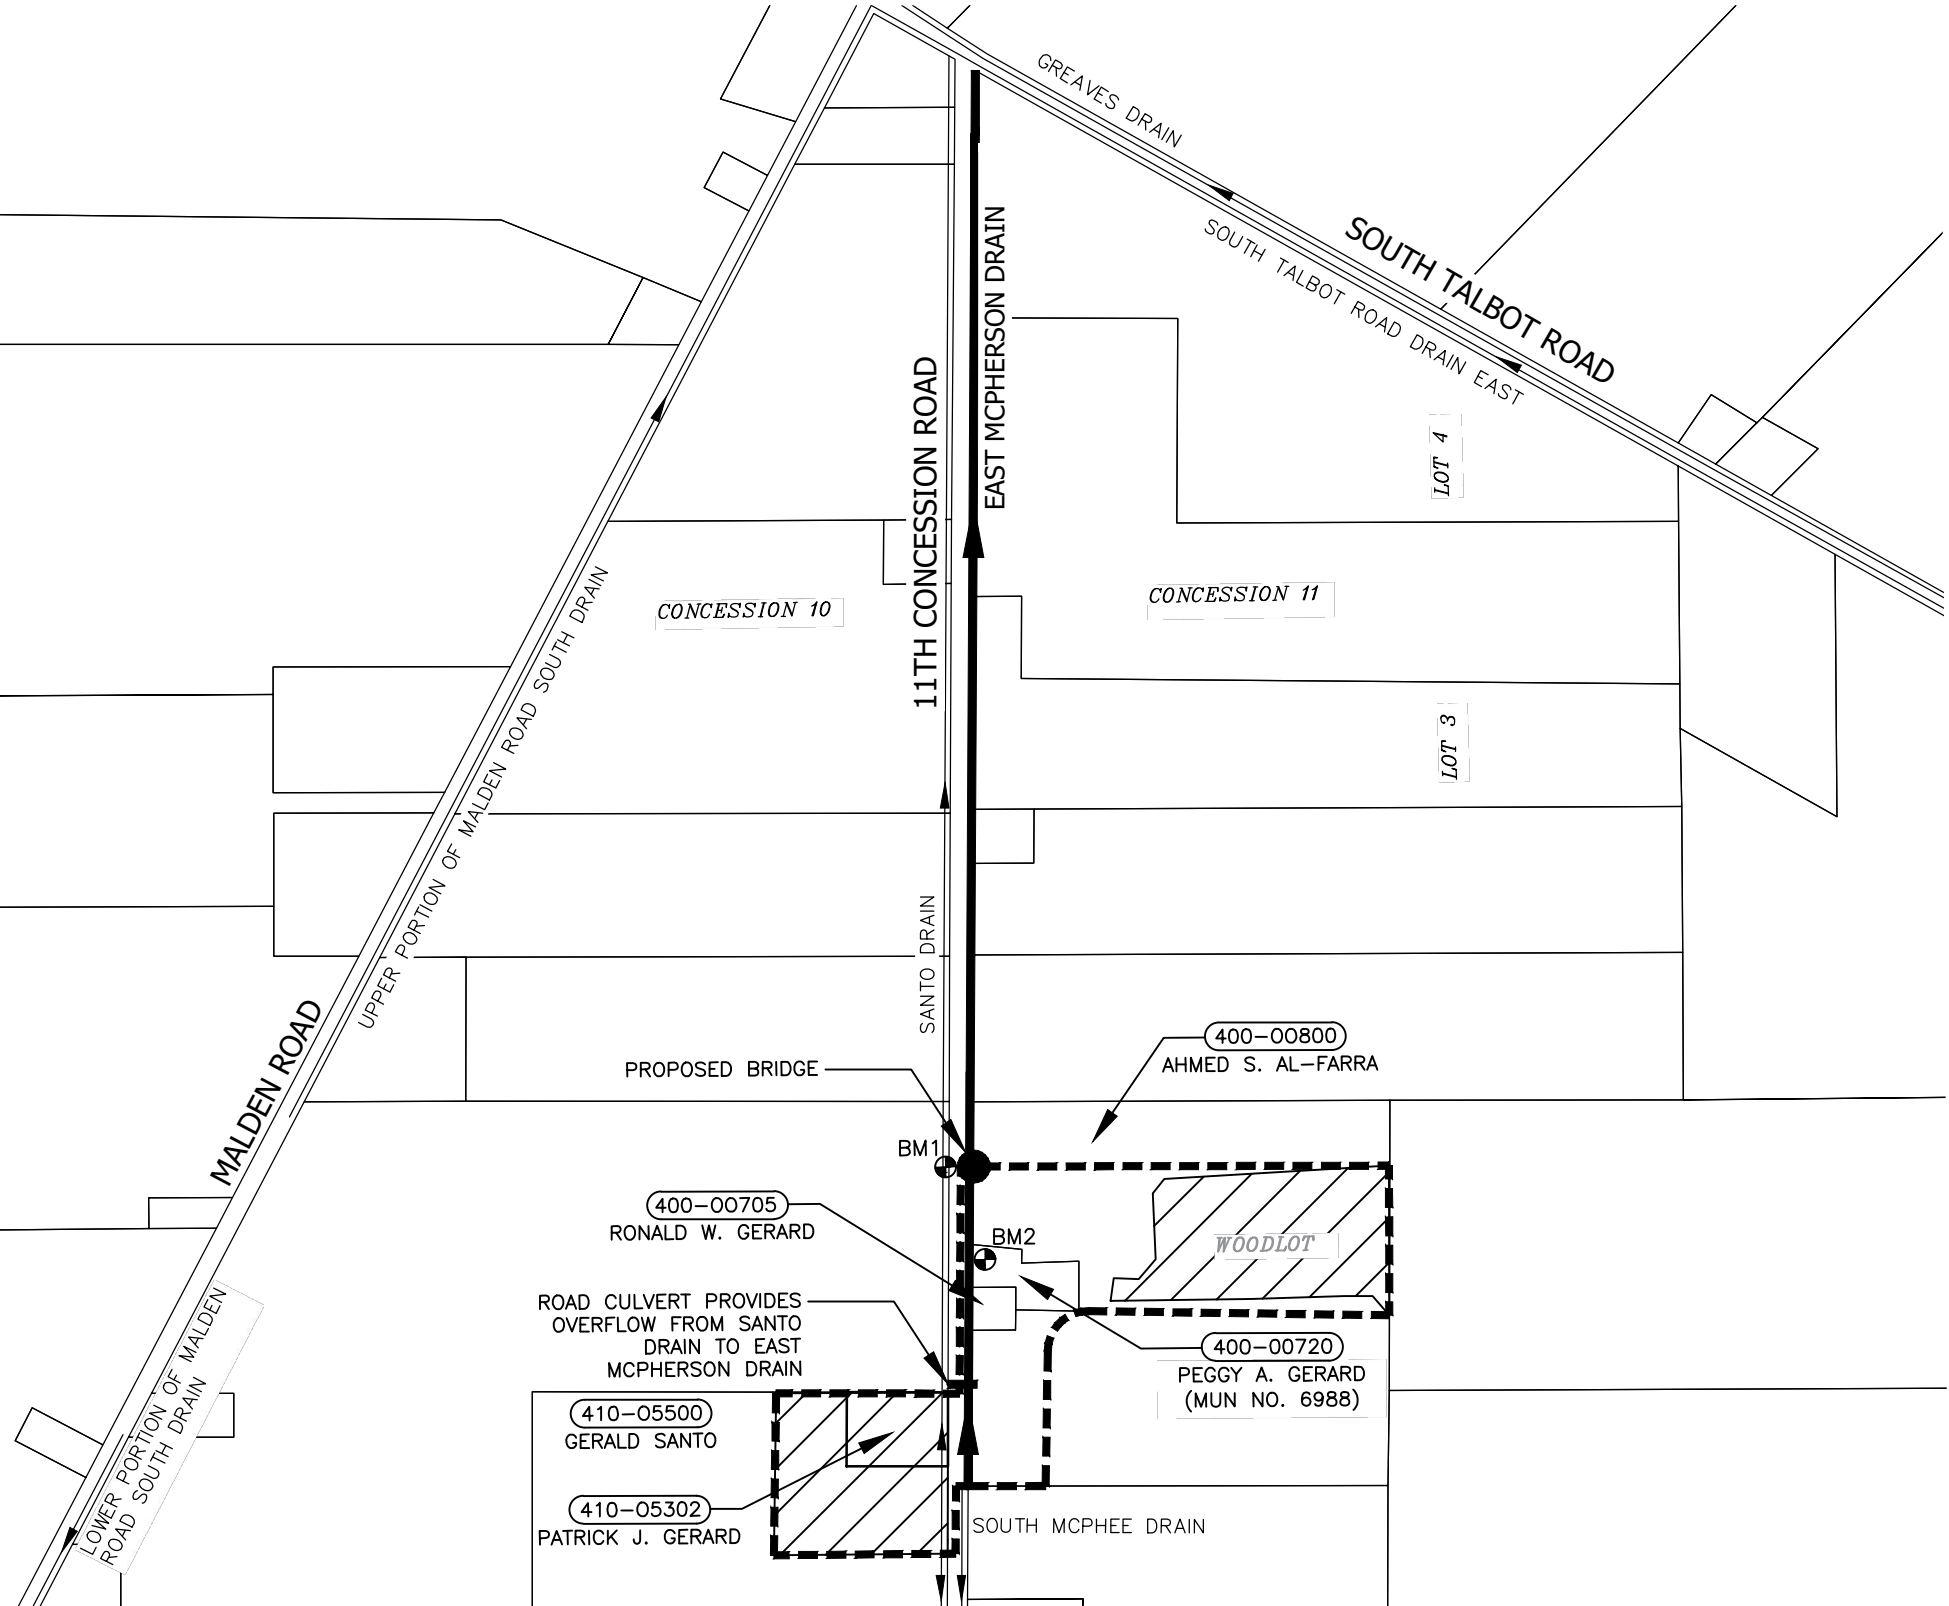 GREAVES DRAIN
SOUTH TALBOT ROAD
SOUTH TALBOT ROAD DRAIN EAST
EAST MCPHERSON DRAIN
11TH CONCESSION ROAD
LOT 4
CONCESSION 10
CONCESSION 11
UPPER PORTION OF MALDEN ROAD SOUTH DRAIN
LOT 3
SANTO DRAIN
MALDEN ROAD
400-00800
AHMED S. AL-FARRA
PROPOSED BRIDGE
BM1
400-00705
RONALD W. GERARD
BM2
WOODLOT
ROAD CULVERT PROVIDES
OVERFLOW FROM SANTO
DRAIN TO EAST
MCPHERSON DRAIN
400-00720
PEGGY A. GERARD
(MUN NO. 6988)
LOWER PORTION OF MALDEN
ROAD SOUTH DRAIN
410-05500
GERALD SANTO
410-05302
PATRICK J. GERARD
SOUTH MCPHEE DRAIN